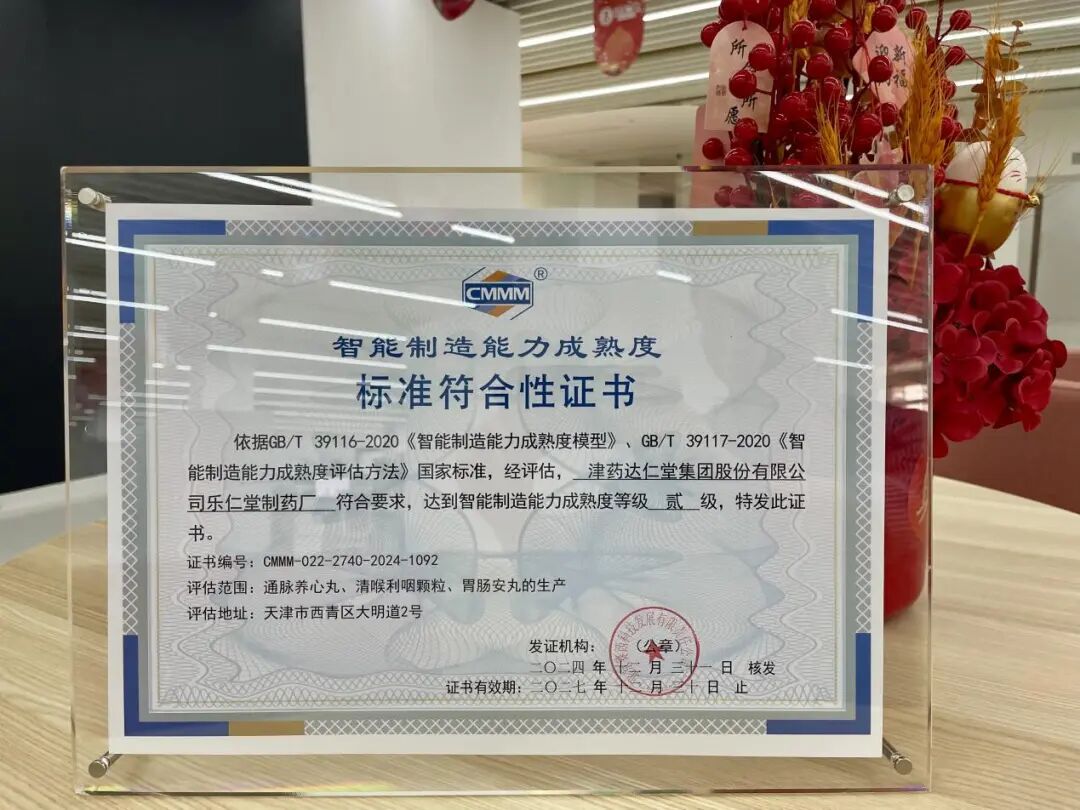 所愿
所愿
新福
CMMM®
智能制造能力成熟度
标准符合性证书
依据GB/T 39116-2020《智能制造能力成熟度模型》、GB/T 39117-2020《智
能制造能力成熟度评估方法》国家标准，经评估， 津药达仁堂集团股份有限公
司乐仁堂制药厂 符合要求，达到智能制造能力成熟度等级 贰 级，特发此证
书。
证书编号：CMMM-022-2740-2024-1092
评估范围：通脉养心丸、清喉利咽颗粒、胃肠安丸的生产
评估地址：天津市西青区大明道2号
发证机构： （公章）
二〇二四 年 十二 月 三十一 日 核发
证书有效期：二〇二七 年 十二 月 三十 日 止